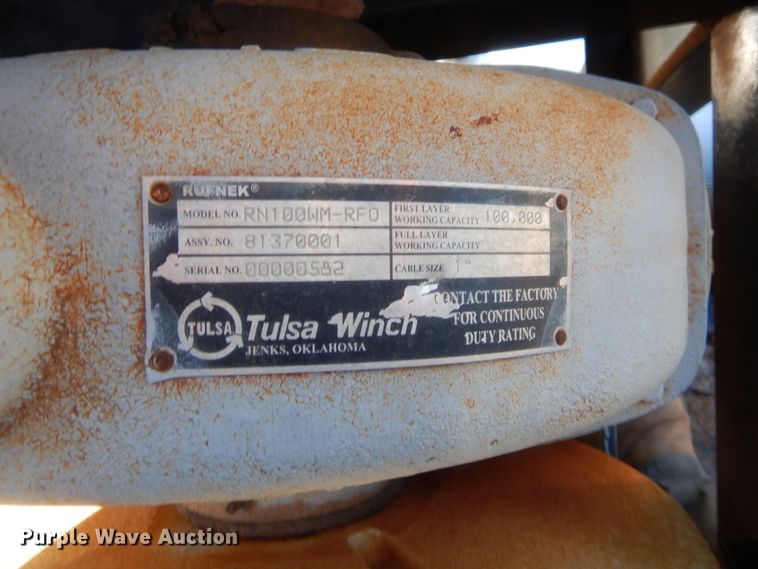 RUFNEK®
MODEL NO. RN100WM-RFO
FIRST LAYER
WORKING CAPACITY 100,000
ASSY. NO. 81370001
FULL LAYER
WORKING CAPACITY
SERIAL NO.
CABLE SIZE 1"
TULSA
Tulsa Winch
JENKS, OKLAHOMA
CONTACT THE FACTORY
FOR CONTINUOUS
DUTY RATING
Purple Wave Auction